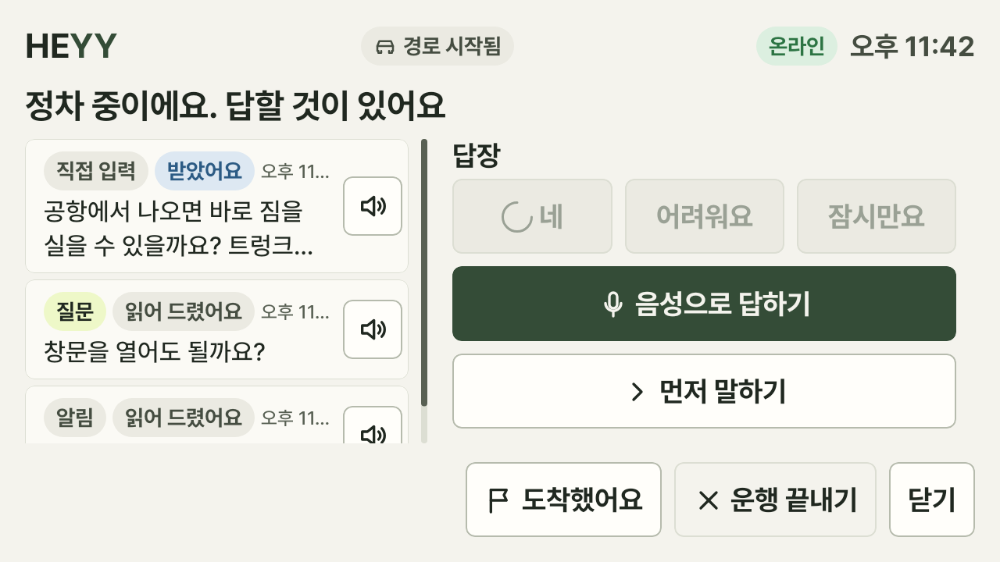 HEYY
경로 시작됨
온라인
오후 11:42
정차 중이에요. 답할 것이 있어요
직접 입력
받았어요
오후 11...
공항에서 나오면 바로 짐을
실을 수 있을까요? 트렁크...
질문
읽어 드렸어요
오후 11...
창문을 열어도 될까요?
알림
읽어 드렸어요
오후 11...
답장
네
어려워요
잠시만요
음성으로 답하기
먼저 말하기
도착했어요
운행 끝내기
닫기